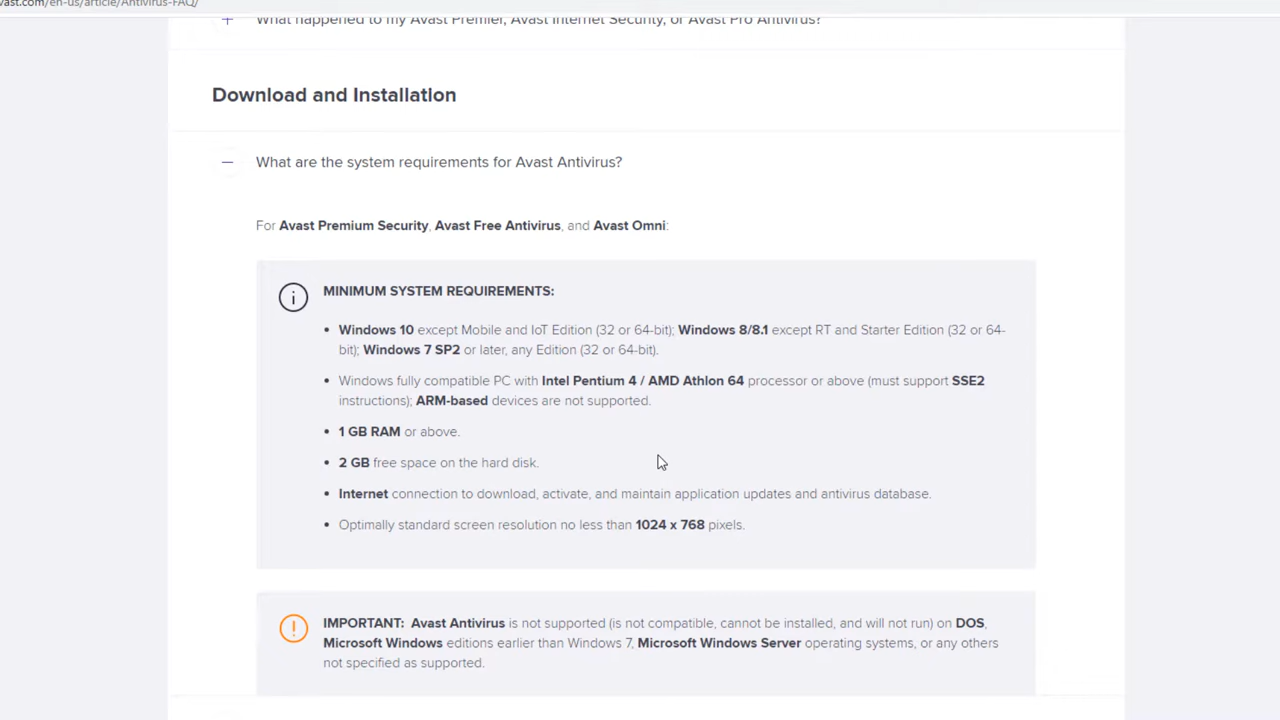 vast.com/en-us/article/Antivirus-FAQ/
What happened to my Avast Premier, Avast Internet Security, or Avast Pro Antivirus?
Download and Installation
What are the system requirements for Avast Antivirus?
For Avast Premium Security, Avast Free Antivirus, and Avast Omni:
MINIMUM SYSTEM REQUIREMENTS:
• Windows 10 except Mobile and IoT Edition (32 or 64-bit); Windows 8/8.1 except RT and Starter Edition (32 or 64-
bit); Windows 7 SP2 or later, any Edition (32 or 64-bit).
• Windows fully compatible PC with Intel Pentium 4 / AMD Athlon 64 processor or above (must support SSE2
instructions); ARM-based devices are not supported.
• 1 GB RAM or above.
• 2 GB free space on the hard disk.
• Internet connection to download, activate, and maintain application updates and antivirus database.
• Optimally standard screen resolution no less than 1024 x 768 pixels.
IMPORTANT: Avast Antivirus is not supported (is not compatible, cannot be installed, and will not run) on DOS,
Microsoft Windows editions earlier than Windows 7, Microsoft Windows Server operating systems, or any others
not specified as supported.